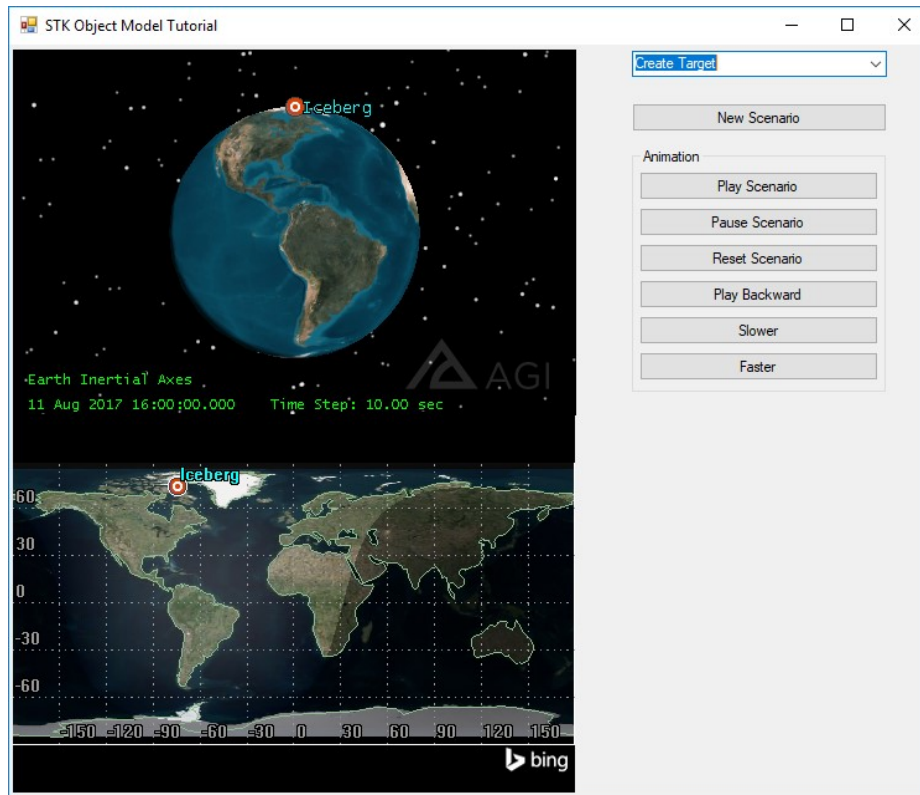 STK Object Model Tutorial
Create Target
New Scenario
Animation
Play Scenario
Pause Scenario
Reset Scenario
Play Backward
Slower
Faster
Iceberg
AGI
Earth Inertial Axes
11 Aug 2017 16:00:00.000 Time Step: 10.00 sec
Iceberg
60
30
0
-30
-60
-150 -120 -90 -60 -30 0 30 60 90 120 150
bing